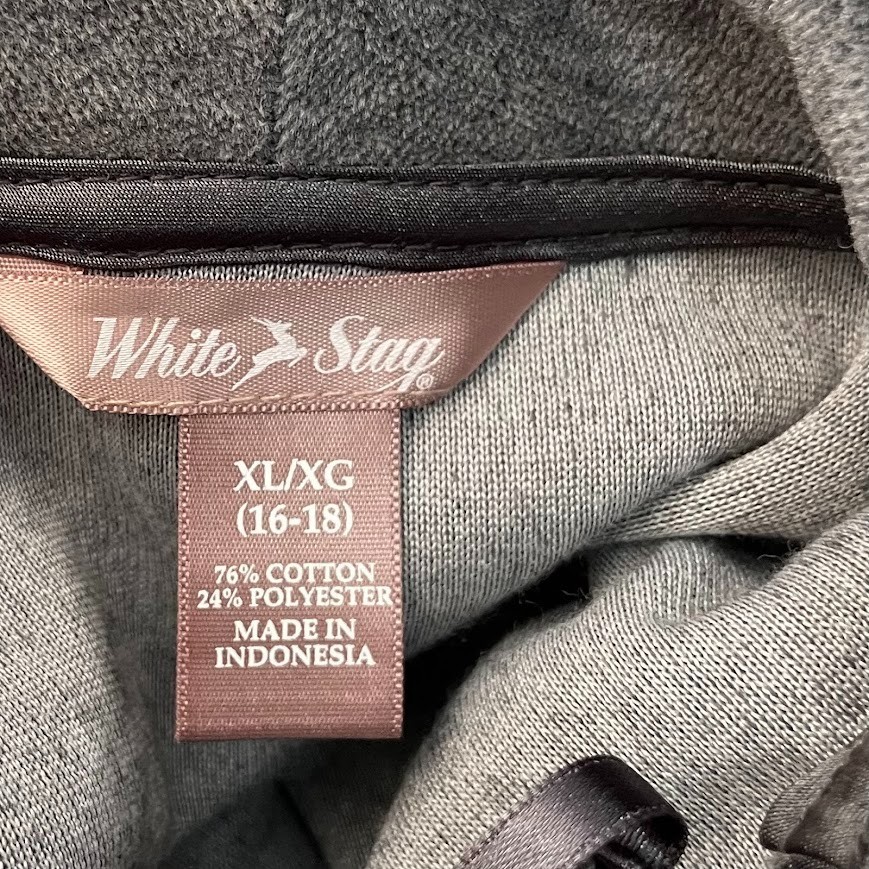 White Stag®
XL/XG
(16-18)
76% COTTON
24% POLYESTER
MADE IN
INDONESIA